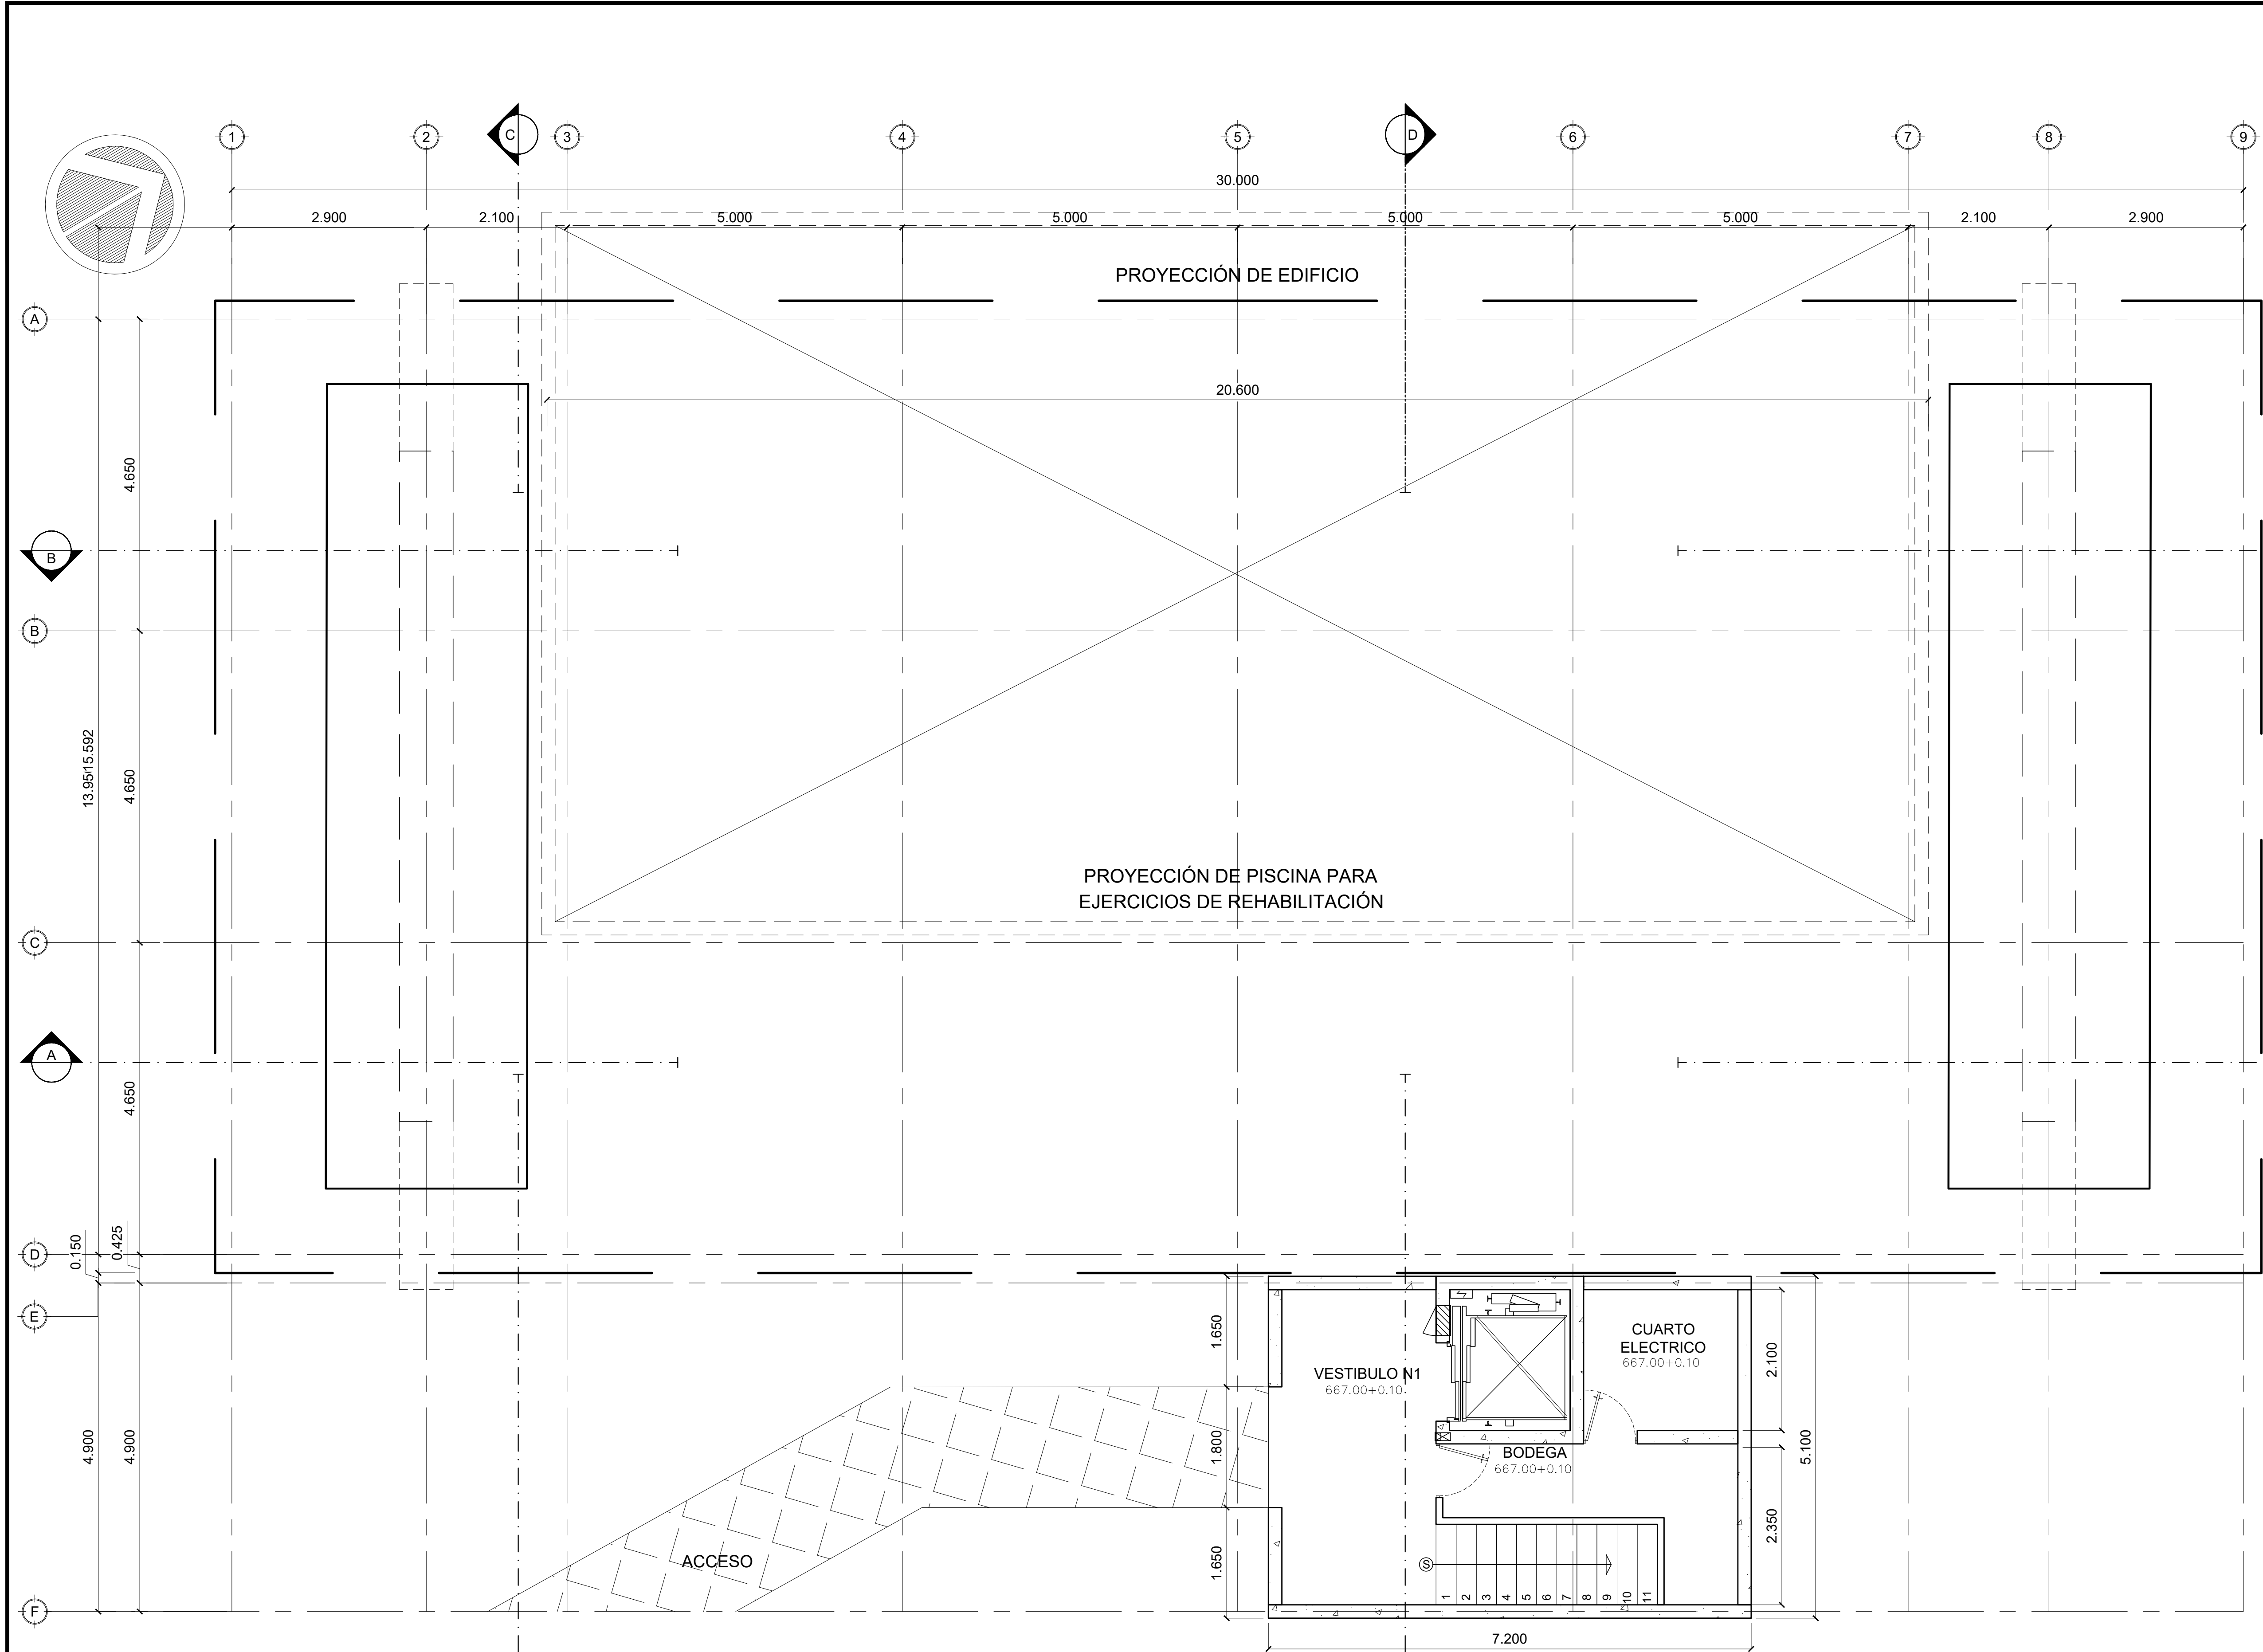 1
2
C
3
4
5
D
6
7
8
9
30.000
2.900
2.100
5.000
5.000
5.000
5.000
2.100
2.900
PROYECCIÓN DE EDIFICIO
A
20.600
4.650
B
B
13.95
15.592
4.650
PROYECCIÓN DE PISCINA PARA
EJERCICIOS DE REHABILITACIÓN
C
A
4.650
0.150
0.425
D
E
1.650
CUARTO
ELECTRICO
667.00+0.10
2.100
VESTIBULO N1
667.00+0.10
4.900
4.900
1.800
BODEGA
667.00+0.10
5.100
2.350
ACCESO
1.650
S
1 2 3 4 5 6 7 8 9 10 11
F
7.200